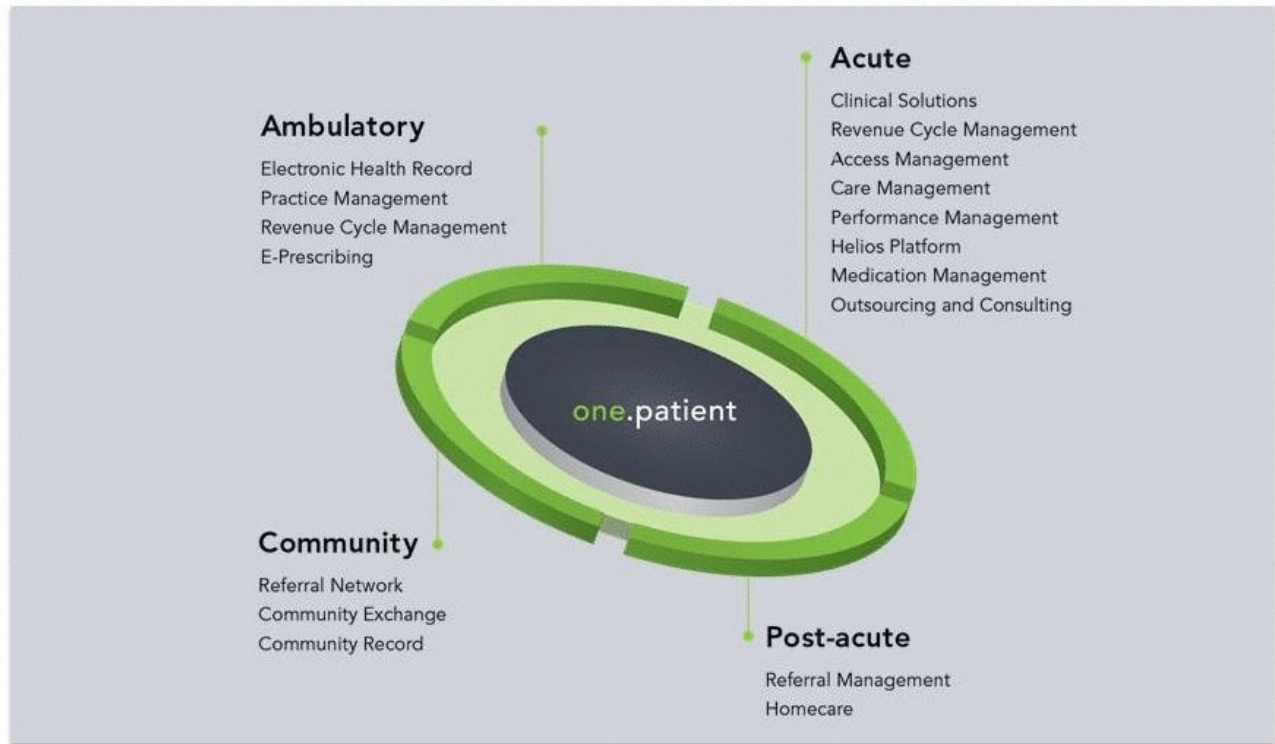 Ambulatory
Electronic Health Record
Practice Management
Revenue Cycle Management
E-Prescribing
Acute
Clinical Solutions
Revenue Cycle Management
Access Management
Care Management
Performance Management
Helios Platform
Medication Management
Outsourcing and Consulting
one.patient
Community
Referral Network
Community Exchange
Community Record
Post-acute
Referral Management
Homecare